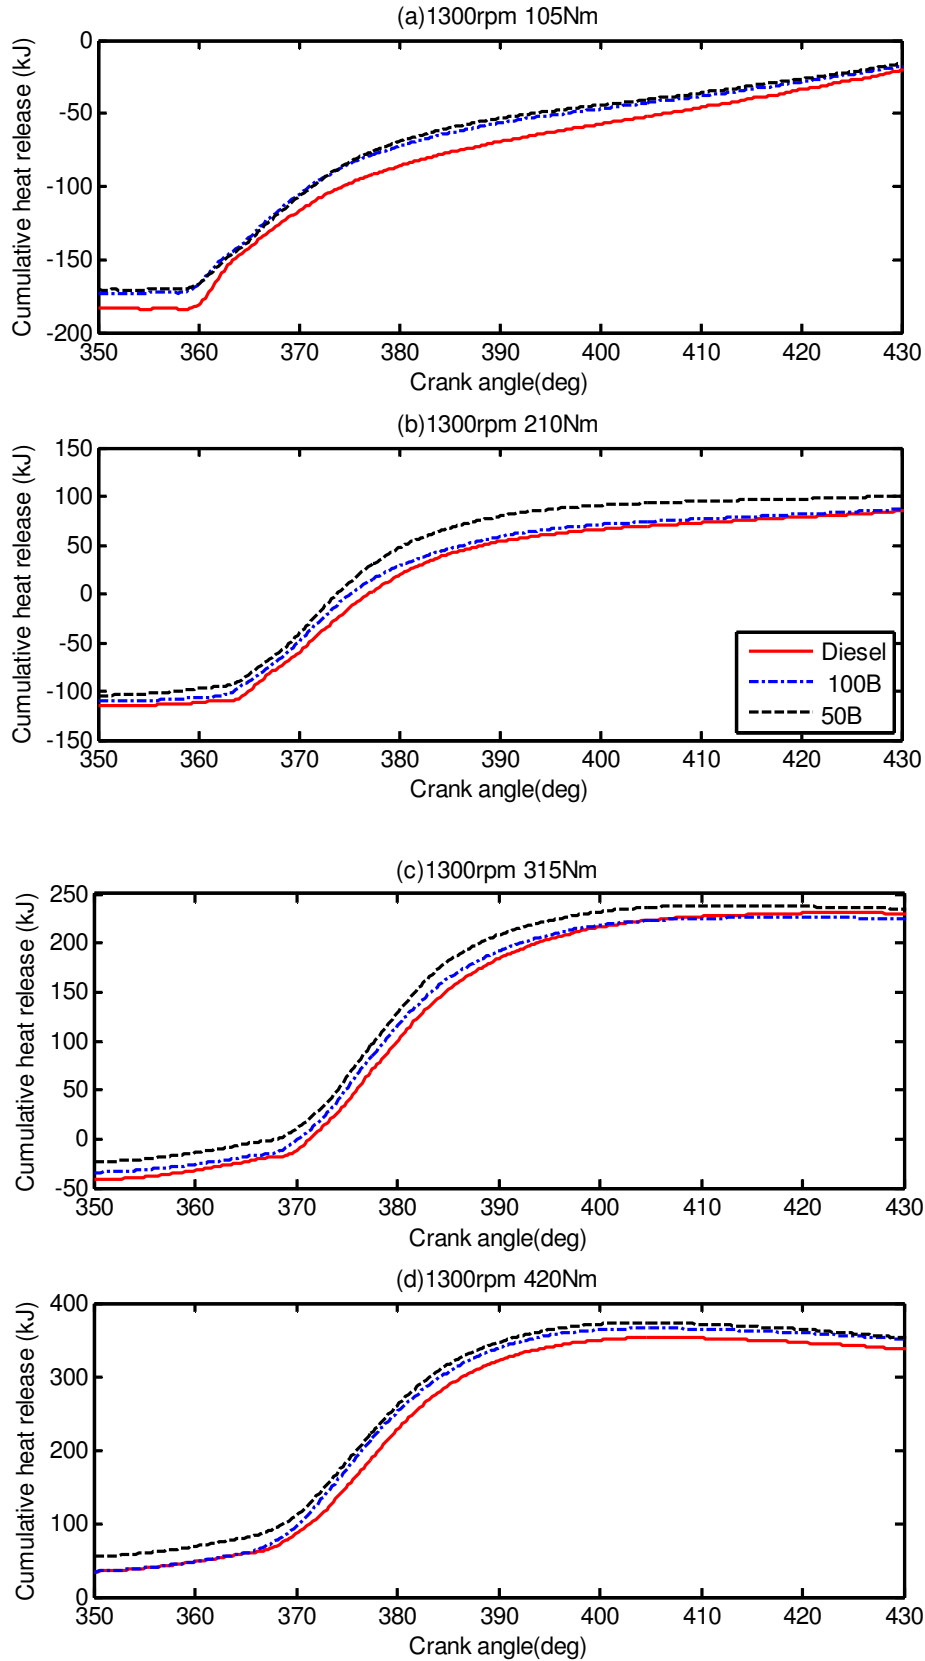 (a)1300rpm 105Nm
Cumulative heat release (kJ)
0
-50
-100
-150
-200
350 360 370 380 390 400 410 420 430
Crank angle(deg)
(b)1300rpm 210Nm
Cumulative heat release (kJ)
150
100
50
0
-50
-100
-150
Diesel
100B
50B
350 360 370 380 390 400 410 420 430
Crank angle(deg)
(c)1300rpm 315Nm
Cumulative heat release (kJ)
250
200
150
100
50
0
-50
350 360 370 380 390 400 410 420 430
Crank angle(deg)
(d)1300rpm 420Nm
Cumulative heat release (kJ)
400
300
200
100
0
350 360 370 380 390 400 410 420 430
Crank angle(deg)